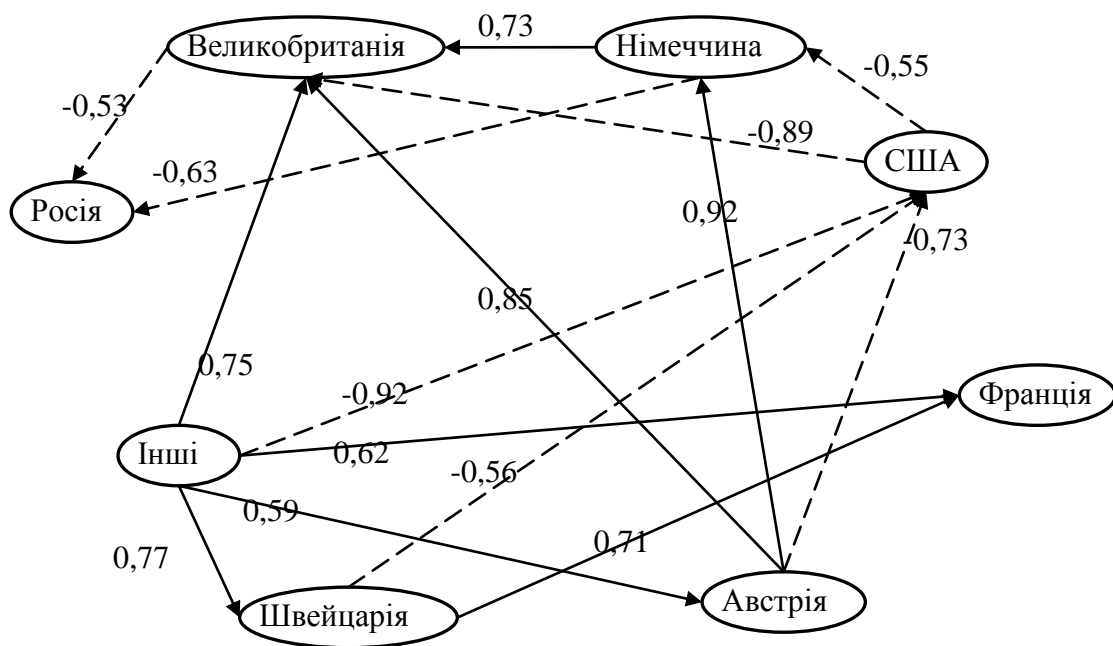 0,73
Великобританія
Німеччина
-0,55
-0,53
-0,89
США
-0,63
Росія
0,92
-0,73
0,85
0,75
-0,92
Франція
Інші
0,62
-0,56
0,59
0,71
0,77
Швейцарія
Австрія